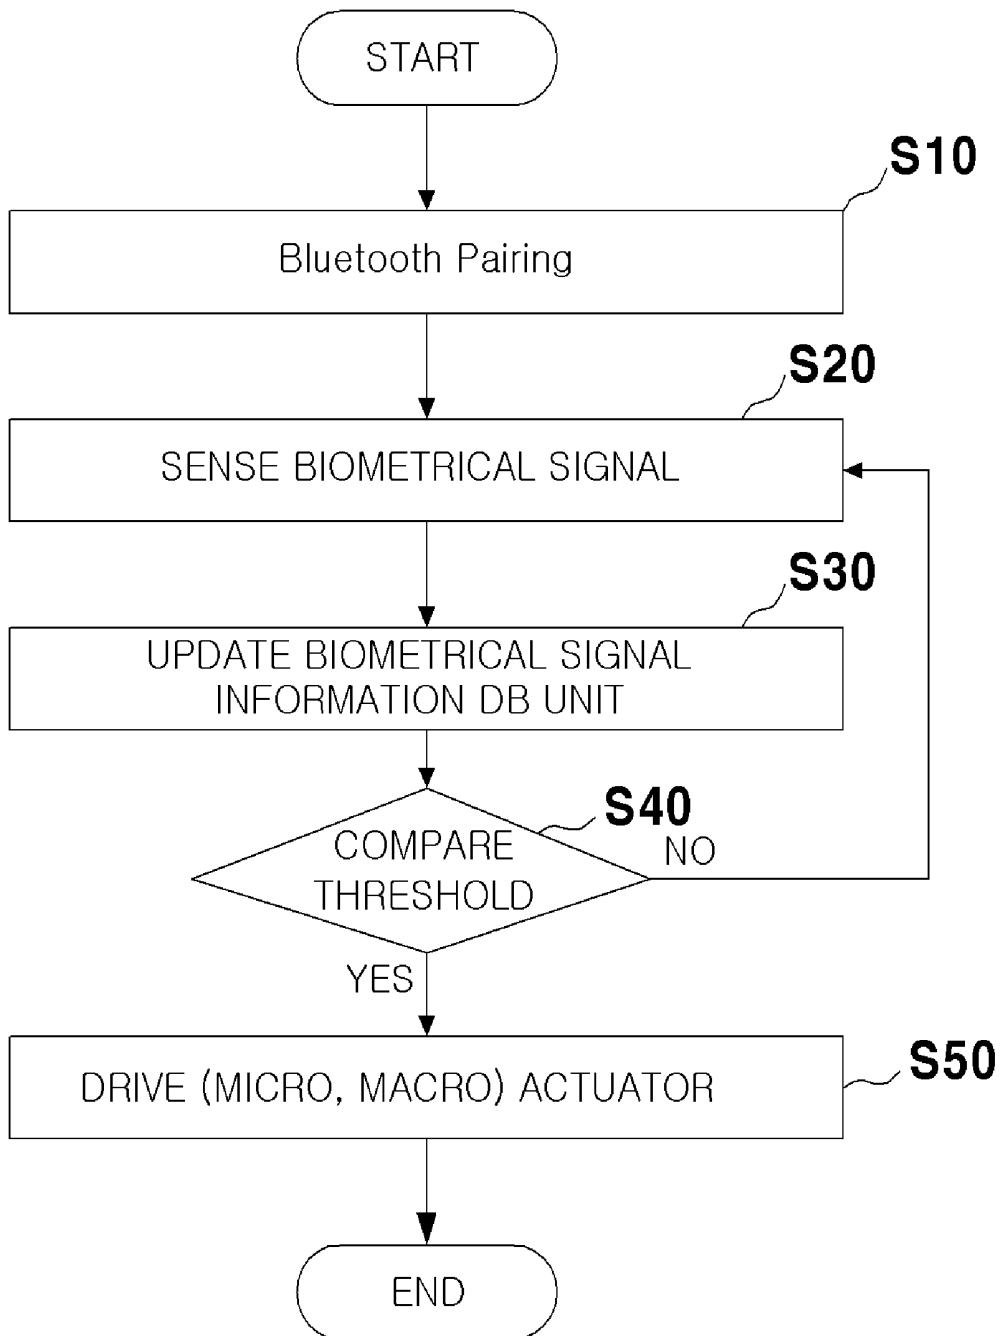 START
S10
Bluetooth Pairing
S20
SENSE BIOMETRICAL SIGNAL
S30
UPDATE BIOMETRICAL SIGNAL
INFORMATION DB UNIT
S40
COMPARE
THRESHOLD
NO
YES
S50
DRIVE (MICRO, MACRO) ACTUATOR
END